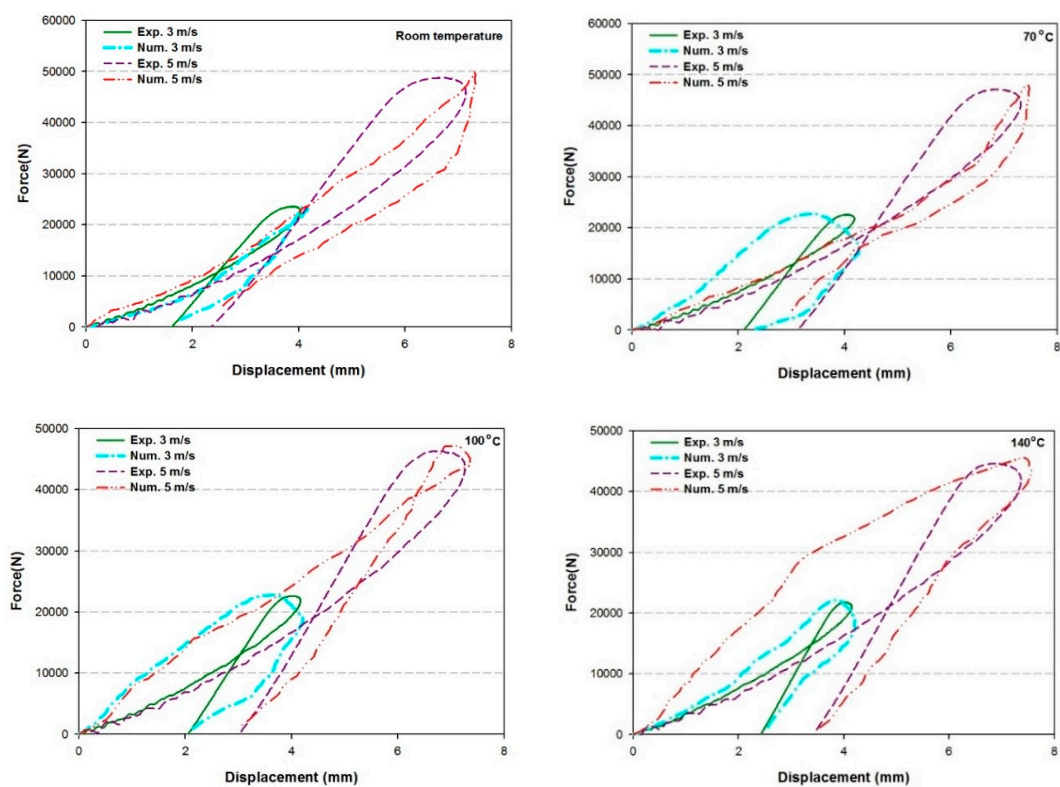 60000
50000
40000
30000
20000
10000
0
Force(N)
Exp. 3 m/s
Num. 3 m/s
Exp. 5 m/s
Num. 5 m/s
Room temperature
0 2 4 6 8
Displacement (mm)
60000
50000
40000
30000
20000
10000
0
Force(N)
Exp. 3 m/s
Num. 3 m/s
Exp. 5 m/s
Num. 5 m/s
70 °C
0 2 4 6 8
Displacement (mm)
50000
40000
30000
20000
10000
0
Force(N)
Exp. 3 m/s
Num. 3 m/s
Exp. 5 m/s
Num. 5 m/s
100°C
0 2 4 6 8
Displacement (mm)
50000
40000
30000
20000
10000
0
Force(N)
Exp. 3 m/s
Num. 3 m/s
Exp. 5 m/s
Num. 5 m/s
140°C
0 2 4 6 8
Displacement (mm)